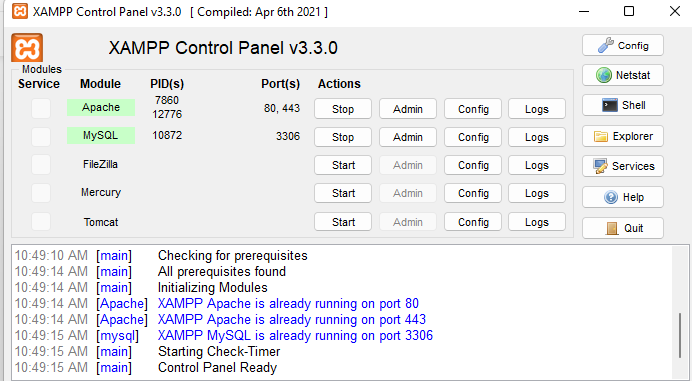 XAMPP Control Panel v3.3.0 [ Compiled: Apr 6th 2021 ]
XAMPP Control Panel v3.3.0
Config
Modules
Service Module PID(s) Port(s) Actions
Netstat
Apache 7860 12776 80, 443 Stop Admin Config Logs
Shell
MySQL 10872 3306 Stop Admin Config Logs
Explorer
FileZilla Start Admin Config Logs
Services
Mercury Start Admin Config Logs
Help
Tomcat Start Admin Config Logs
Quit
10:49:10 AM [main] Checking for prerequisites
10:49:14 AM [main] All prerequisites found
10:49:14 AM [main] Initializing Modules
10:49:14 AM [Apache] XAMPP Apache is already running on port 80
10:49:14 AM [Apache] XAMPP Apache is already running on port 443
10:49:15 AM [mysql] XAMPP MySQL is already running on port 3306
10:49:15 AM [main] Starting Check-Timer
10:49:15 AM [main] Control Panel Ready